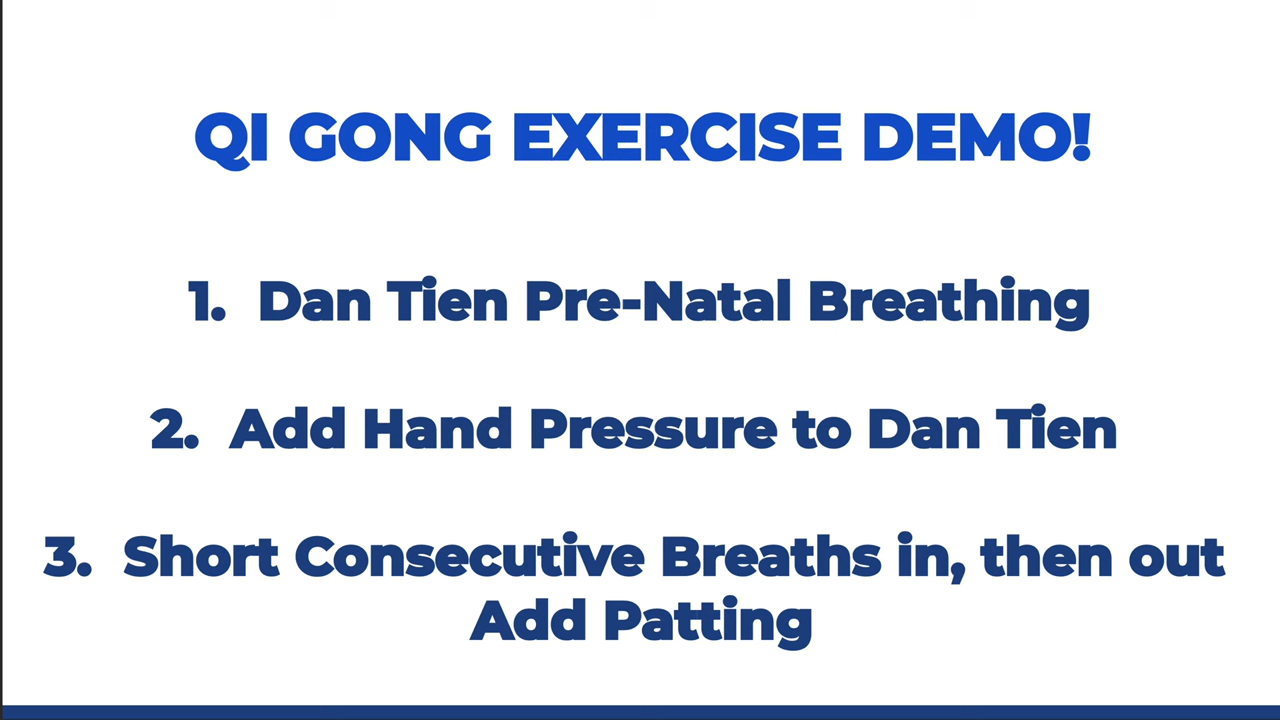 QI GONG EXERCISE DEMO!
1. Dan Tien Pre-Natal Breathing
2. Add Hand Pressure to Dan Tien
3. Short Consecutive Breaths in, then out
Add Patting